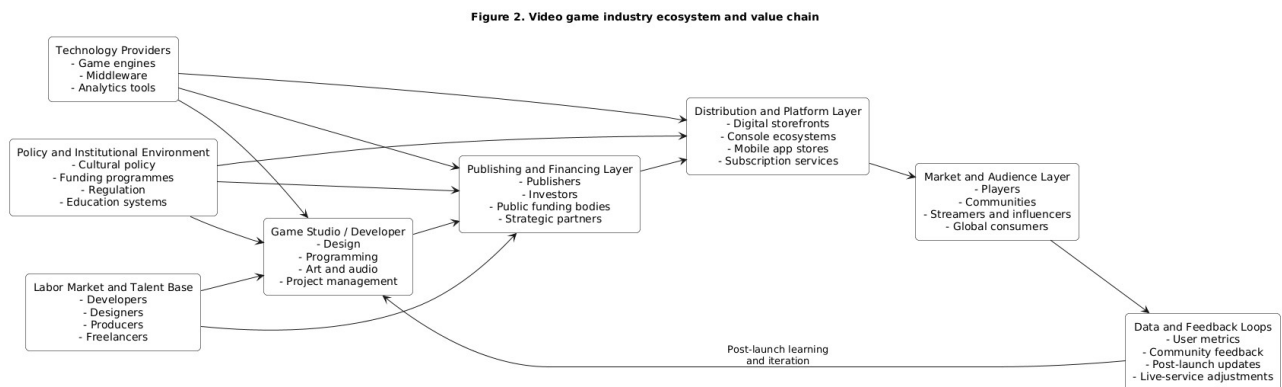 Figure 2. Video game industry ecosystem and value chain
Technology Providers
- Game engines
- Middleware
- Analytics tools
Policy and Institutional Environment
- Cultural policy
- Funding programmes
- Regulation
- Education systems
Labor Market and Talent Base
- Developers
- Designers
- Producers
- Freelancers
Game Studio / Developer
- Design
- Programming
- Art and audio
- Project management
Publishing and Financing Layer
- Publishers
- Investors
- Public funding bodies
- Strategic partners
Distribution and Platform Layer
- Digital storefronts
- Console ecosystems
- Mobile app stores
- Subscription services
Market and Audience Layer
- Players
- Communities
- Streamers and influencers
- Global consumers
Data and Feedback Loops
- User metrics
- Community feedback
- Post-launch updates
- Live-service adjustments
Post-launch learning
and iteration